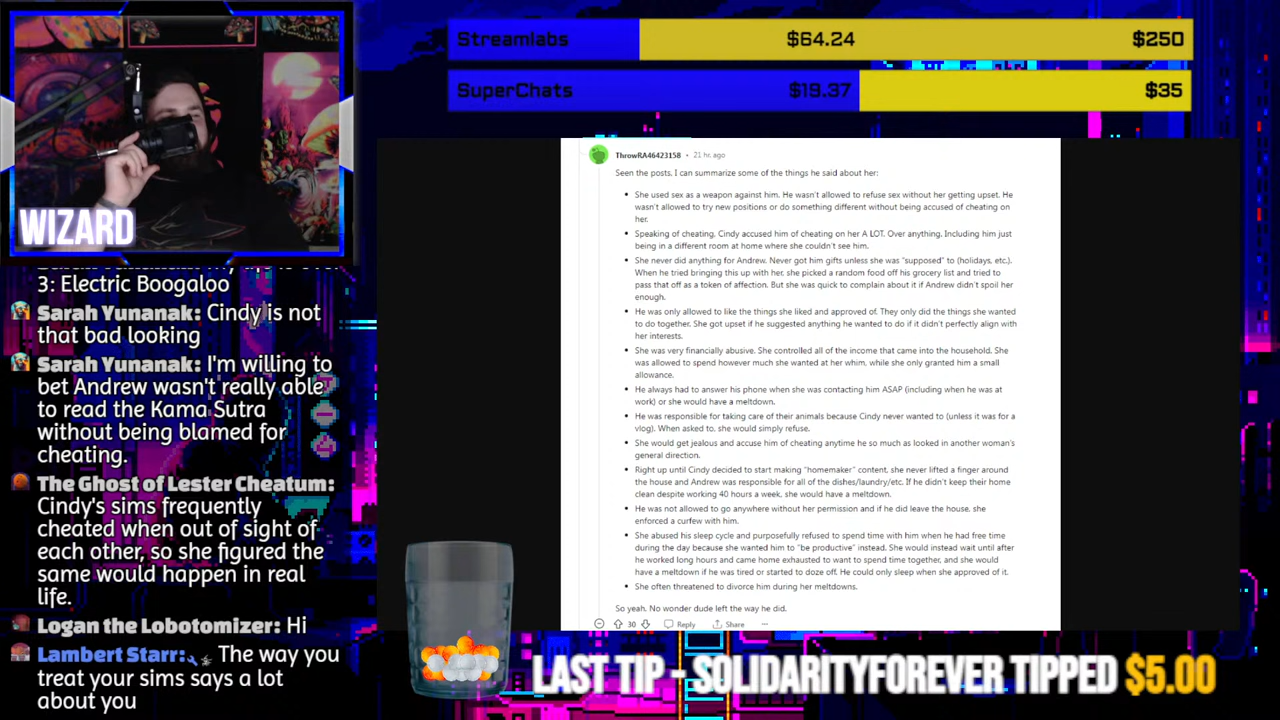 Streamlabs $64.24 $250
SuperChats $19.37 $35
WIZARD
3: Electric Boogaloo
Sarah Yunanak: Cindy is not
that bad looking
Sarah Yunanak: I'm willing to
bet Andrew wasn't really able
to read the Kama Sutra
without being blamed for
cheating.
The Ghost of Lester Cheatum:
Cindy's sims frequently
cheated when out of sight of
each other, so she figured the
same would happen in real
life.
Logan the Lobotomizer: Hi
Lambert Starr: The way you
treat your sims says a lot
about you
ThrowRA46423158 • 21 hr. ago
Seen the posts. I can summarize some of the things he said about her:
• She used sex as a weapon against him. He wasn't allowed to refuse sex without her getting upset. He
wasn't allowed to try new positions or do something different without being accused of cheating on
her.
• Speaking of cheating, Cindy accused him of cheating on her A LOT. Over anything. Including him just
being in a different room at home where she couldn't see him.
• She never did anything for Andrew. Never got him gifts unless she was "supposed" to (holidays, etc.).
When he tried bringing this up with her, she picked a random food off his grocery list and tried to
pass that off as a token of affection. But she was quick to complain about it if Andrew didn't spoil her
enough.
• He was only allowed to like the things she liked and approved of. They only did the things she wanted
to do together. She got upset if he suggested anything he wanted to do if it didn't perfectly align with
her interests.
• She was very financially abusive. She controlled all of the income that came into the household. She
was allowed to spend however much she wanted at her whim, while she only granted him a small
allowance.
• He always had to answer his phone when she was contacting him ASAP (including when he was at
work) or she would have a meltdown.
• He was responsible for taking care of their animals because Cindy never wanted to (unless it was for a
vlog). When asked to, she would simply refuse.
• She would get jealous and accuse him of cheating anytime he so much as looked in another woman's
general direction.
• Right up until Cindy decided to start making "homemaker" content, she never lifted a finger around
the house and Andrew was responsible for all of the dishes/laundry/etc. If he didn't keep their home
clean despite working 40 hours a week, she would have a meltdown.
• He was not allowed to go anywhere without her permission and if he did leave the house, she
enforced a curfew with him.
• She abused his sleep cycle and purposefully refused to spend time with him when he had free time
during the day because she wanted him to "be productive" instead. She would instead wait until after
he worked long hours and came home exhausted to want to spend time together, and she would
have a meltdown if he was tired or started to doze off. He could only sleep when she approved of it.
• She often threatened to divorce him during her meltdowns.
So yeah. No wonder dude left the way he did.
30 Reply Share ...
LAST TIP - SOLIDARITYFOREVER TIPPED $5.00